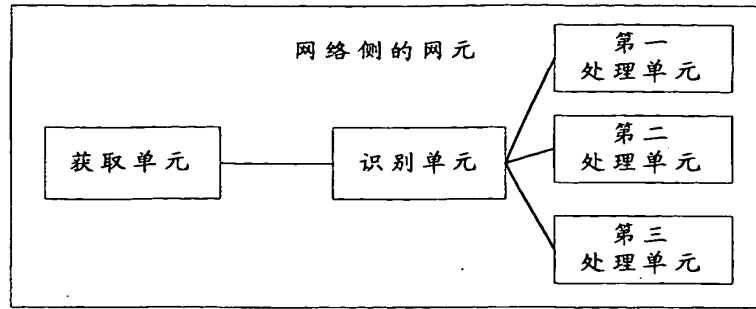 网络侧的网元
获取单元
识别单元
第一
处理单元
第二
处理单元
第三
处理单元